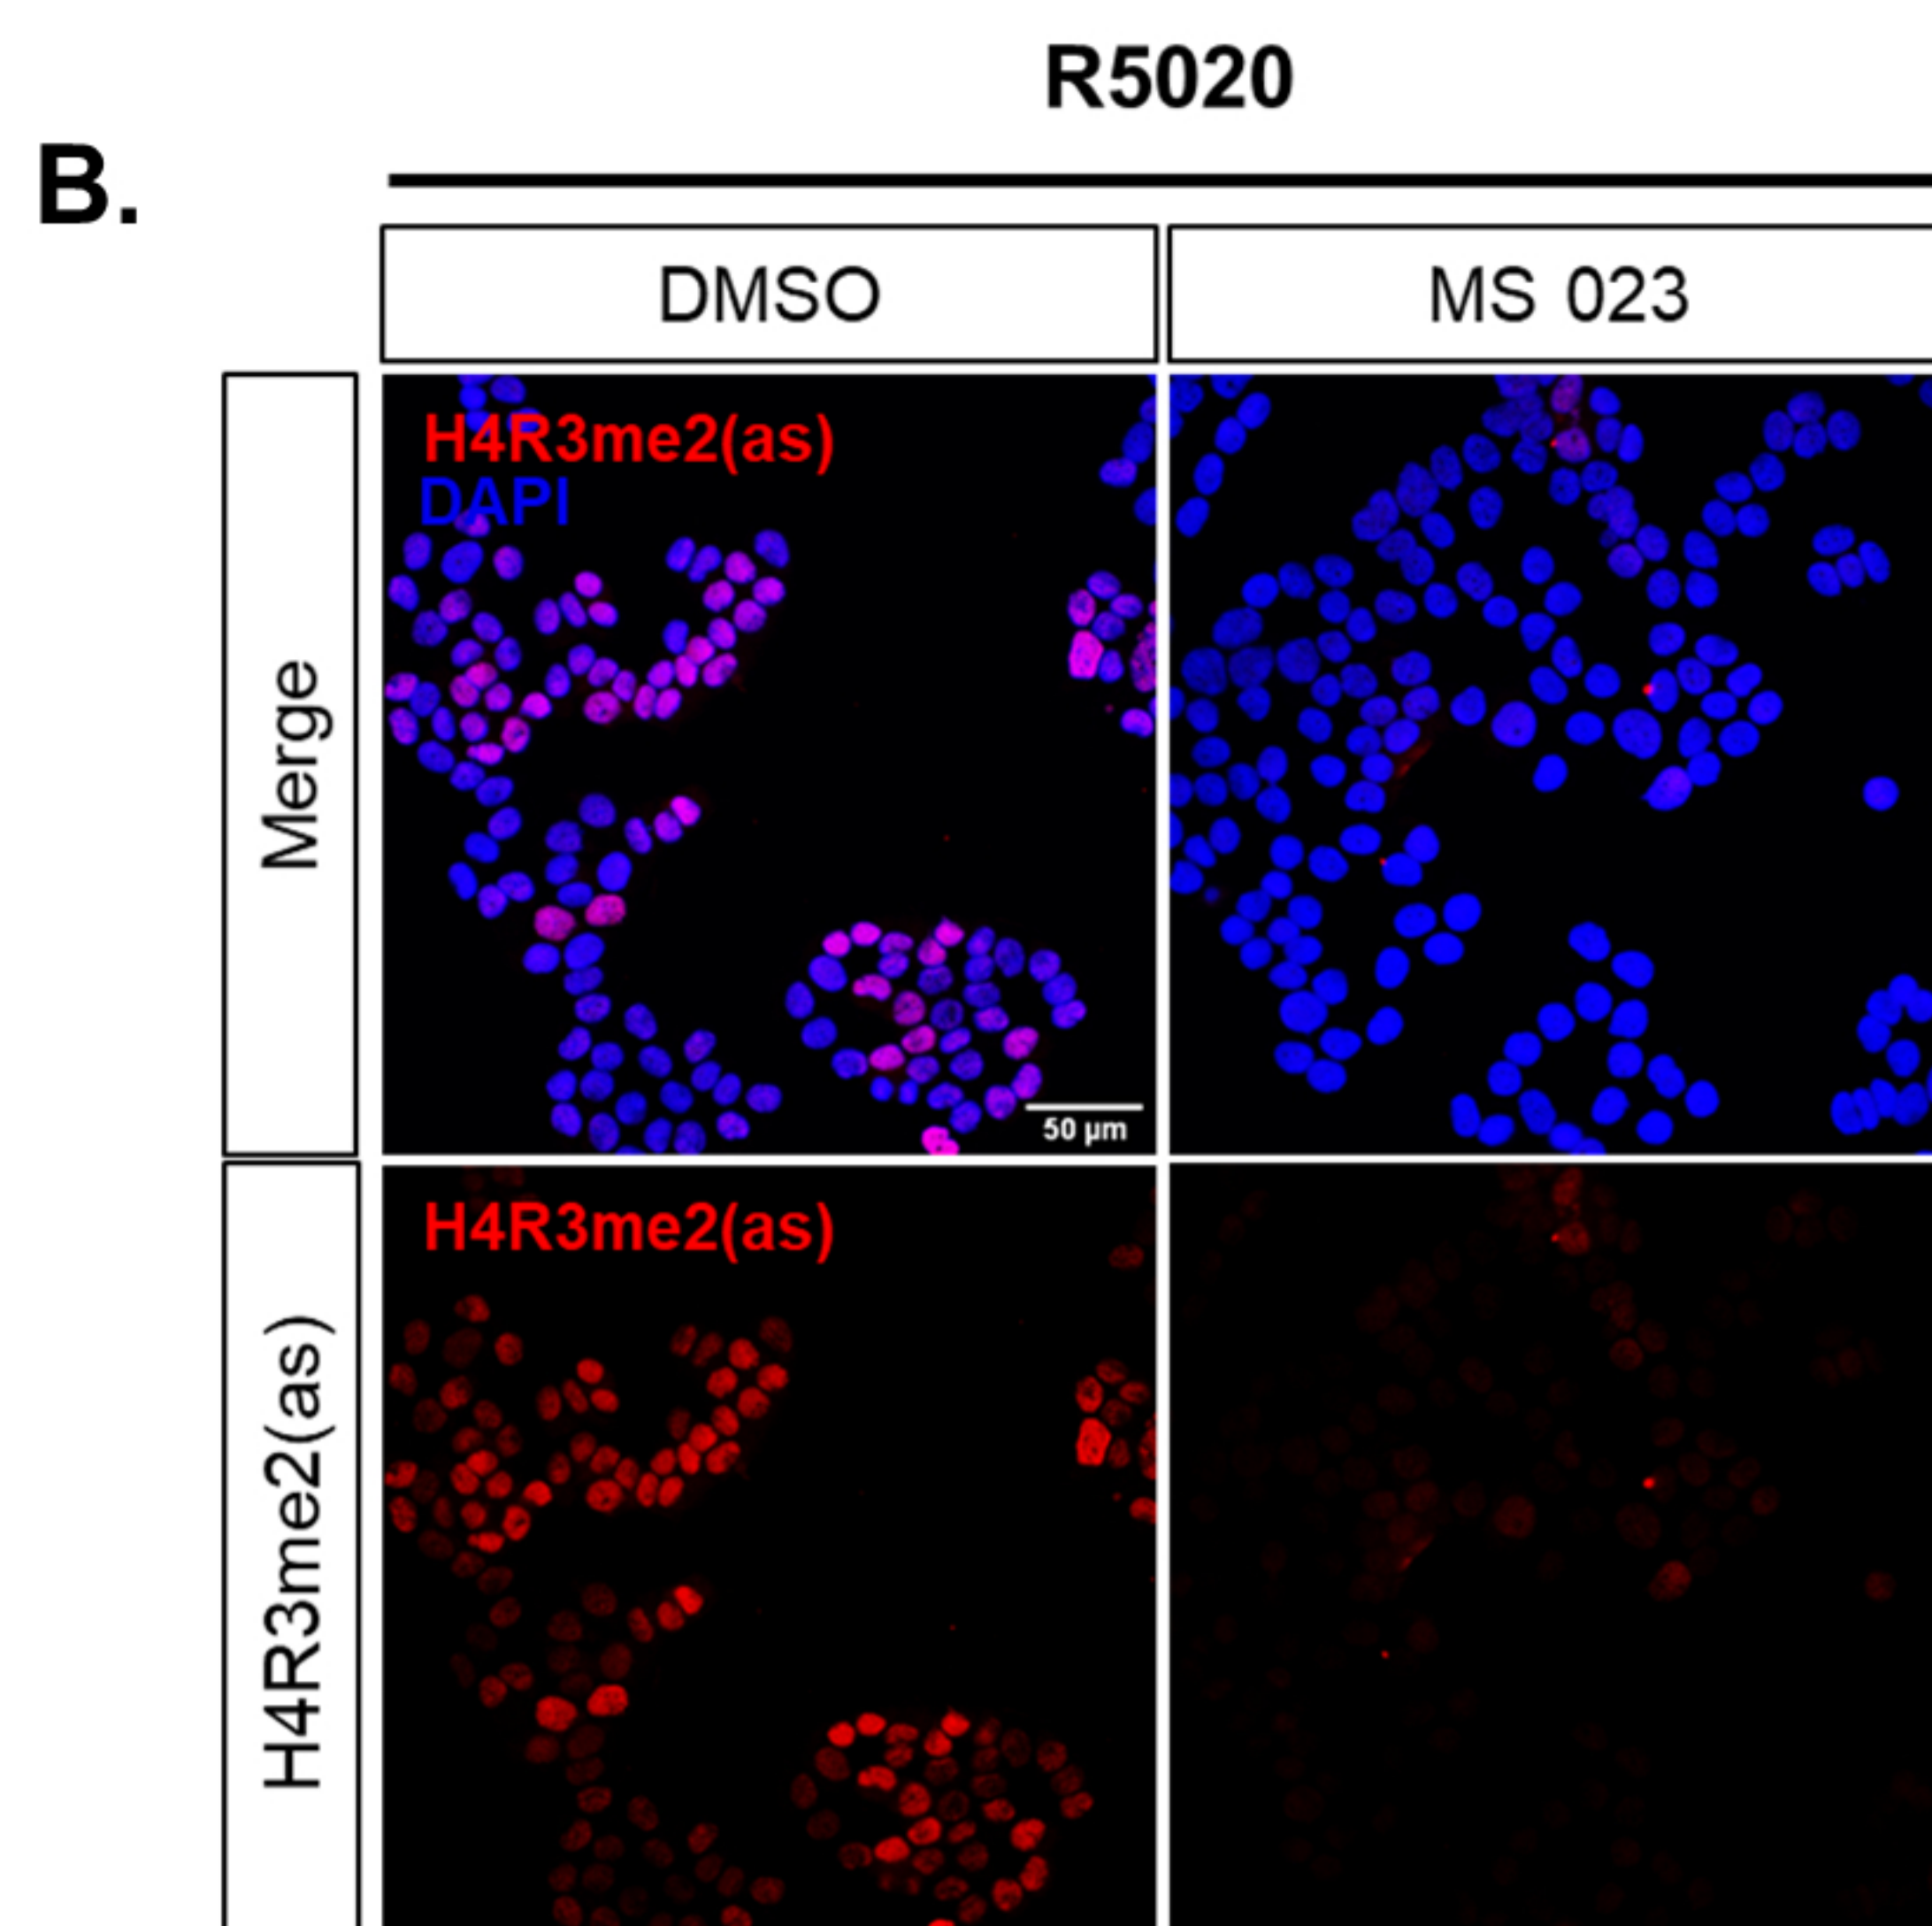 R5020
B.
DMSO
MS 023
Merge
H4R3me2(as)
DAPI
50 µm
H4R3me2(as)
H4R3me2(as)